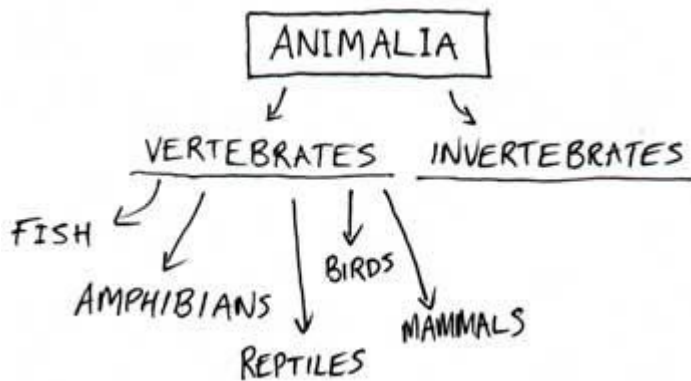 ANIMALIA
VERTEBRATES INVERTEBRATES
FISH
BIRDS
AMPHIBIANS
MAMMALS
REPTILES